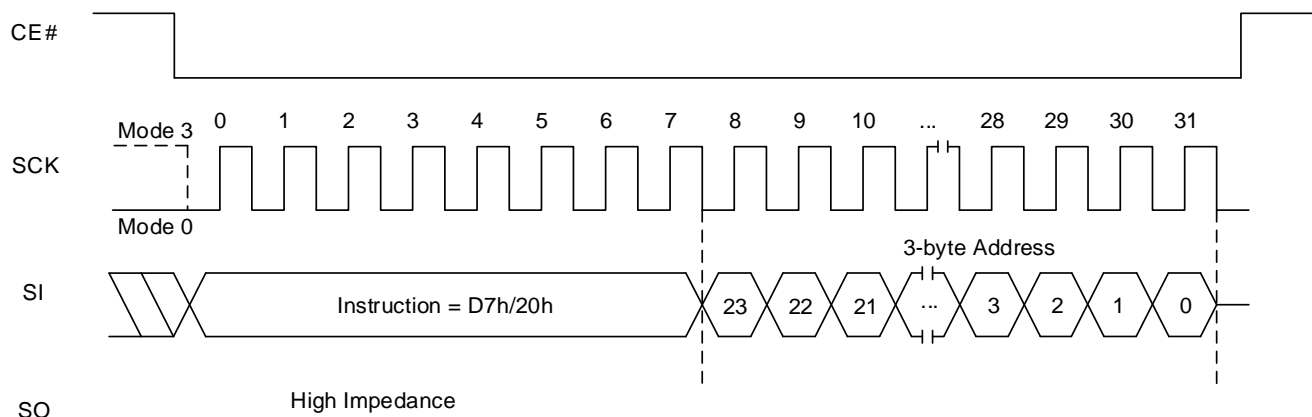 CE#
Mode 3
0 1 2 3 4 5 6 7 8 9 10 ... 28 29 30 31
SCK
Mode 0
3-byte Address
SI
Instruction = D7h/20h
23 22 21 ... 3 2 1 0
High Impedance
SO